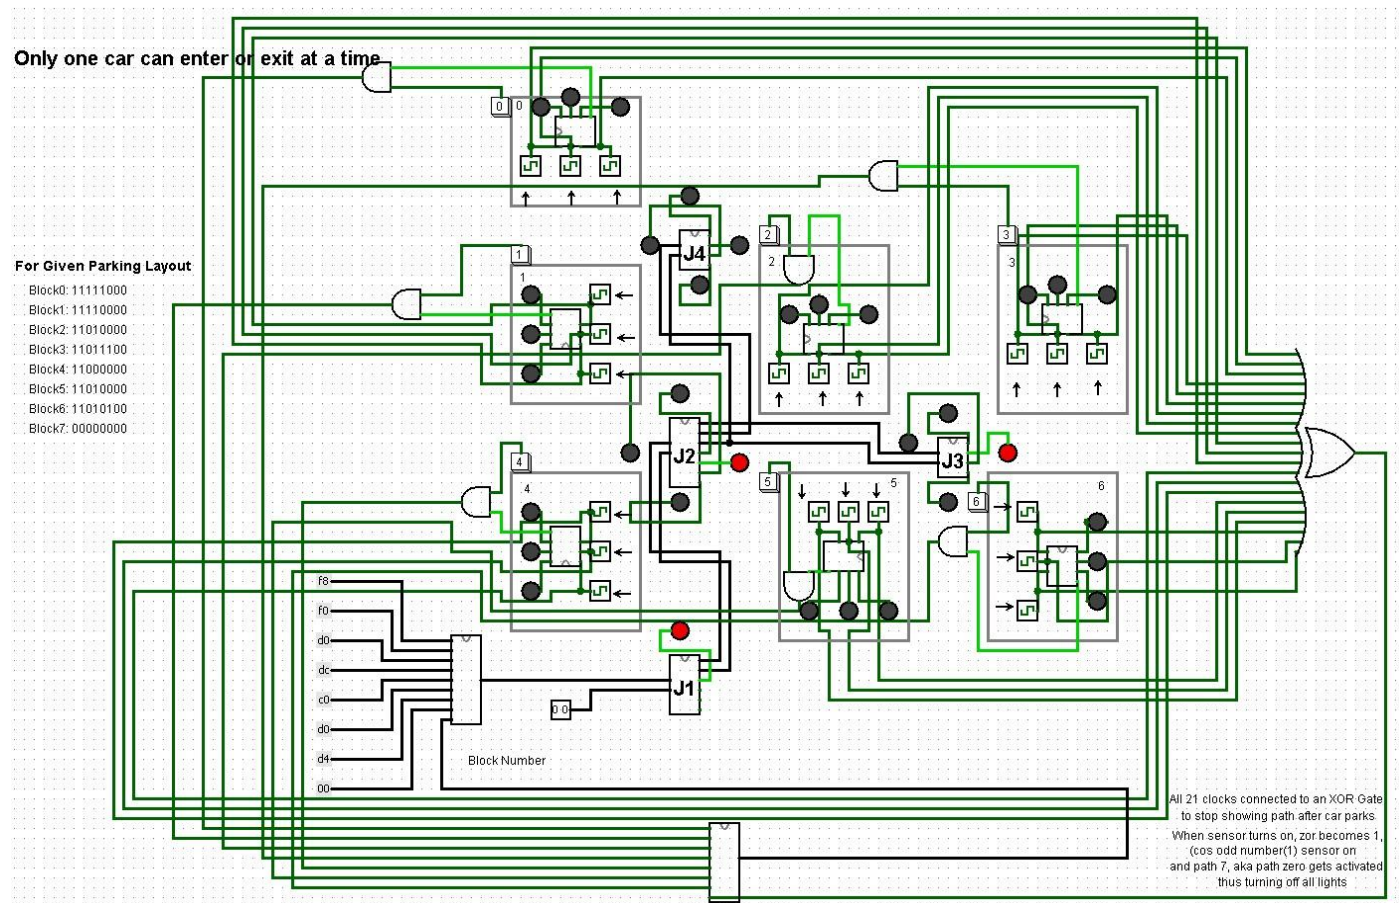 Only one car can enter or exit at a time
0
0
J4
2
3
1
2
3
For Given Parking Layout
1
Block0: 11111000
Block1: 11110000
Block2: 11010000
Block3: 11011100
Block4: 11000000
Block5: 11010000
Block6: 11010100
Block7: 00000000
J2
J3
4
5
5
6
4
6
f8
f0
d0
dc
J1
c0
0 0
d0
d4
Block Number
00
All 21 clocks connected to an XOR Gate
to stop showing path after car parks
When sensor turns on, zor becomes 1,
(cos odd number(1) sensor on
and path 7, aka path zero gets activated
thus turning off all lights